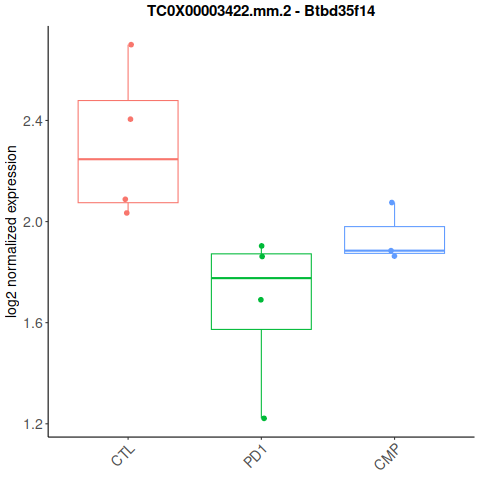 TC0X00003422.mm.2 - Btbd35f14
log2 normalized expression
2.4
2.0
1.6
1.2
CTL
PD1
CMP